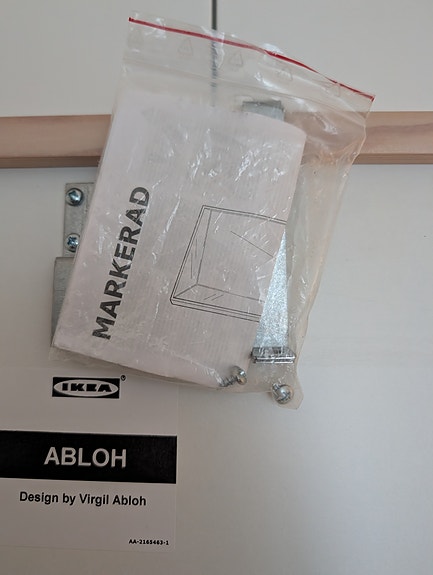 MARKERAD
IKEA®
ABLOH
Design by Virgil Abloh
AA-2165463-1